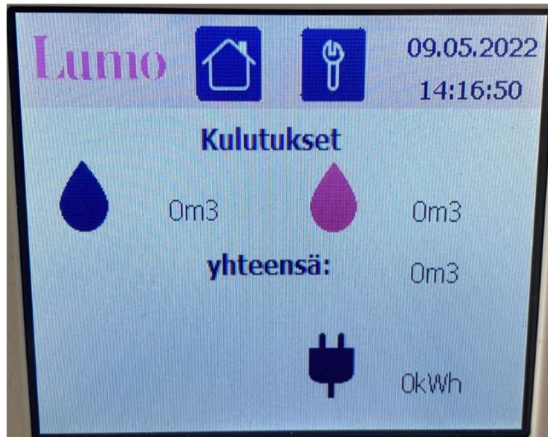 Lumo
09.05.2022
14:16:50
Kulutukset
0m3 0m3
yhteensä: 0m3
0kWh